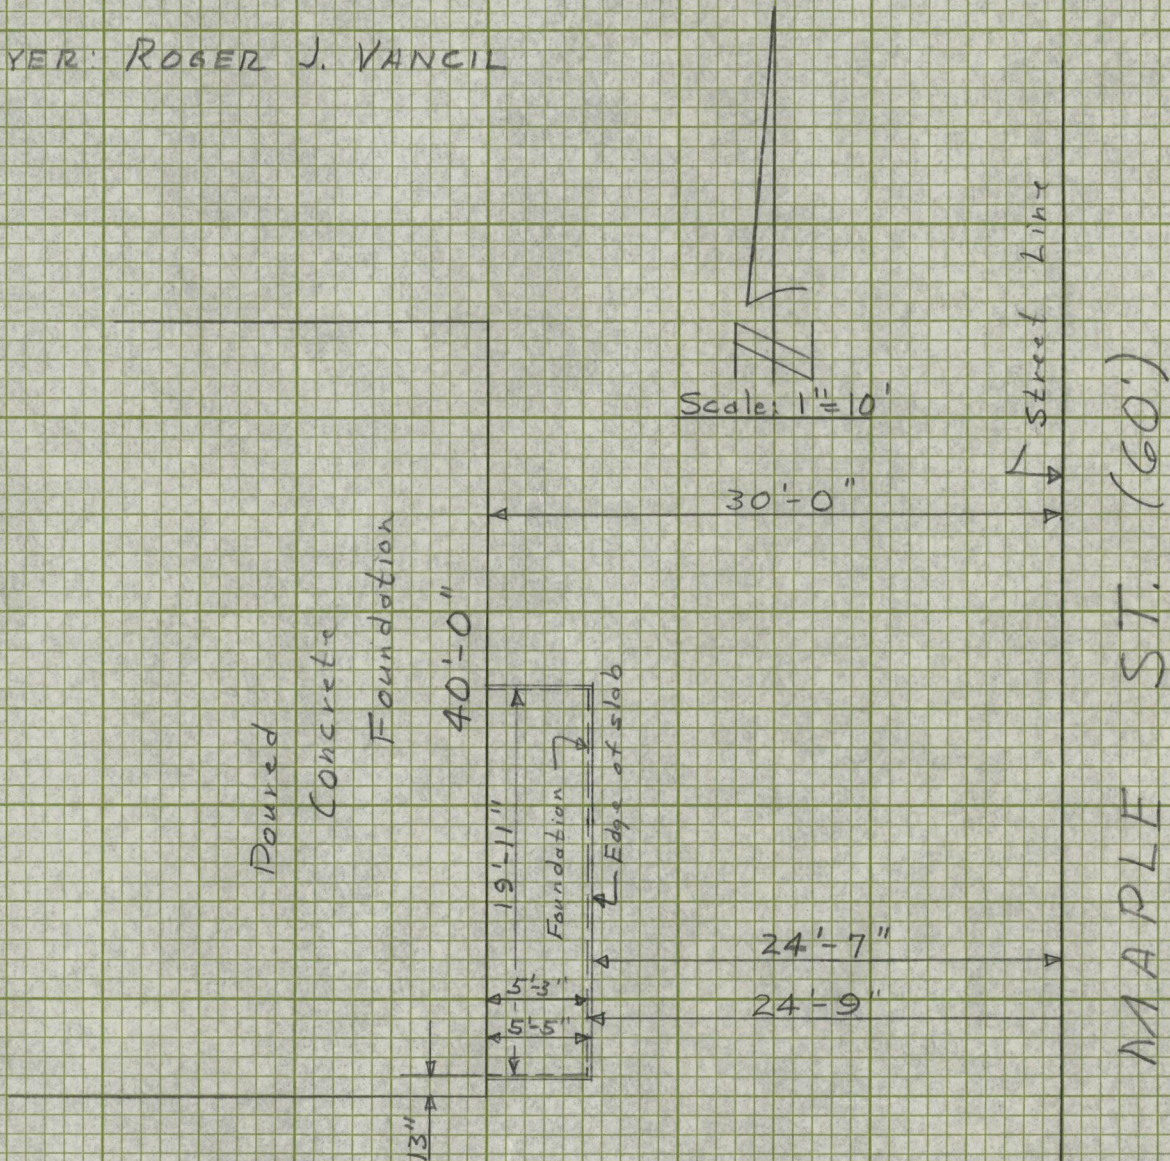 YER: ROGER J. VANCIL
Street Line
Scale: 1"=10'
30'-0"
MAPLE ST. (60')
Poured
Concrete
Foundation
40'-0"
19'-11"
Foundation
Edge of slab
24'-7"
5'-3"
24'-9"
5'-5"
13"